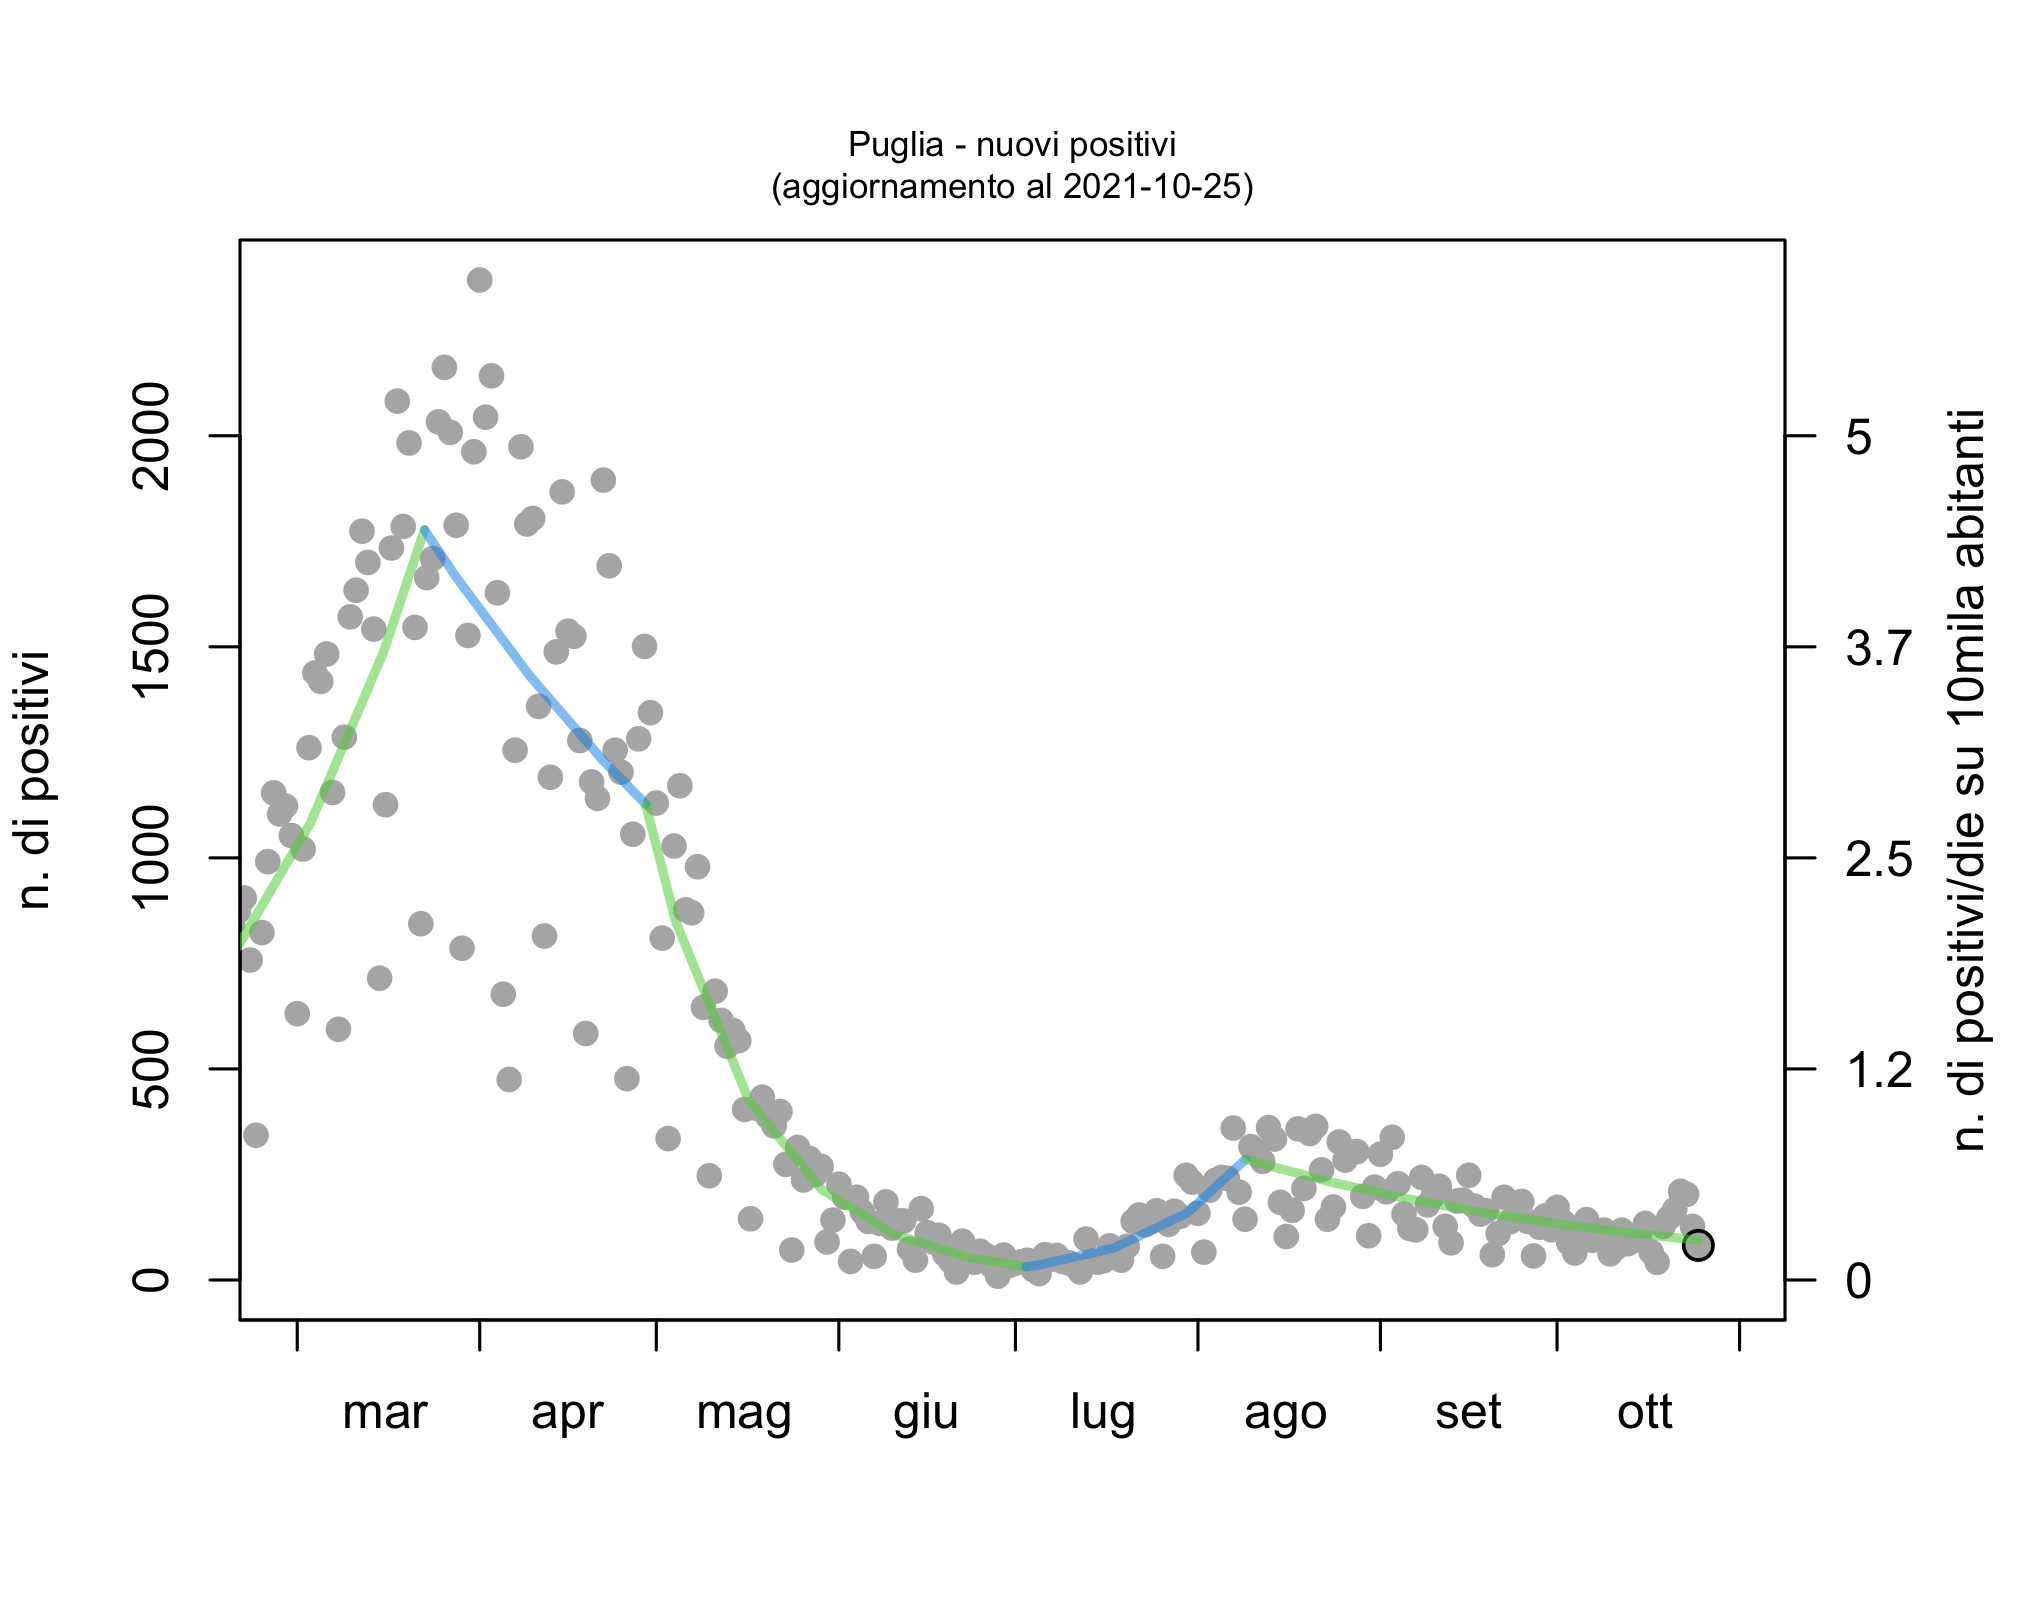 Puglia - nuovi positivi
(aggiornamento al 2021-10-25)
n. di positivi
2000
1500
1000
500
0
5
3.7
2.5
1.2
0
n. di positivi/die su 10mila abitanti
mar apr mag giu lug ago set ott